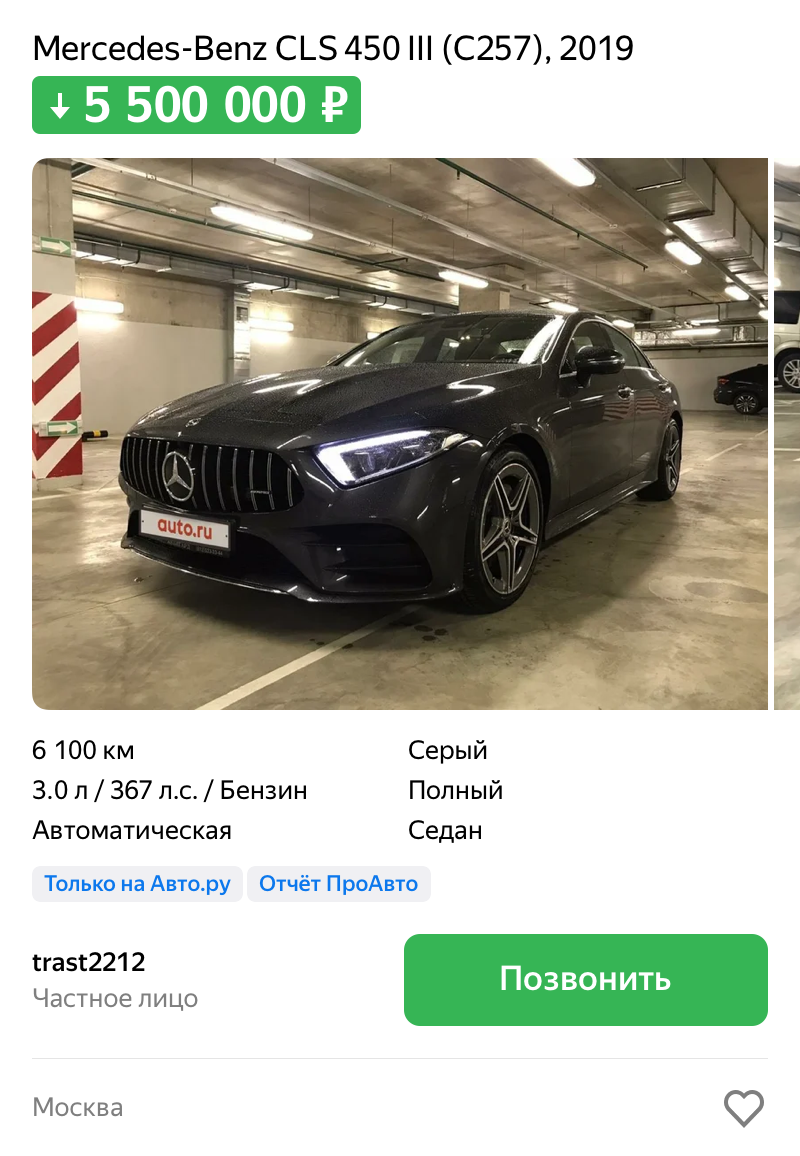 Mercedes-Benz CLS 450 III (C257), 2019
↓ 5 500 000 ₽
auto.ru
6 100 км
Серый
3.0 л / 367 л.с. / Бензин
Полный
Автоматическая
Седан
Только на Авто.ру
Отчёт ПроАвто
trast2212
Частное лицо
Позвонить
Москва